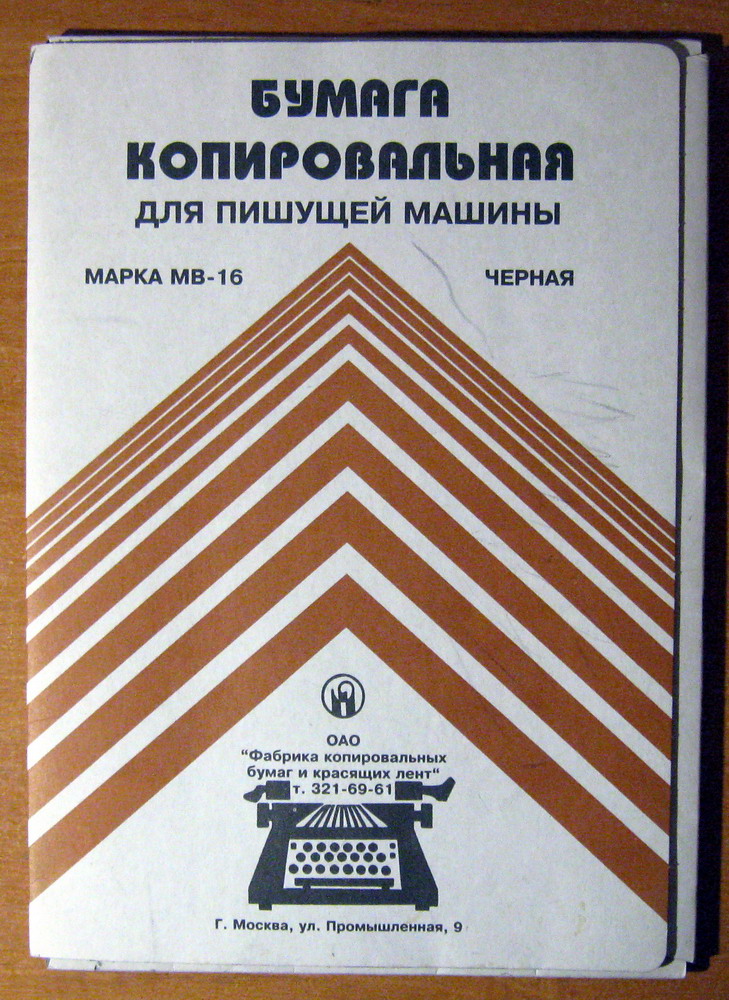 БУМАГА
КОПИРОВАЛЬНАЯ
ДЛЯ ПИШУЩЕЙ МАШИНЫ
МАРКА МВ-16 ЧЕРНАЯ
ОАО
“Фабрика копировальных
бумаг и красящих лент“
т. 321-69-61
Г. Москва, ул. Промышленная, 9